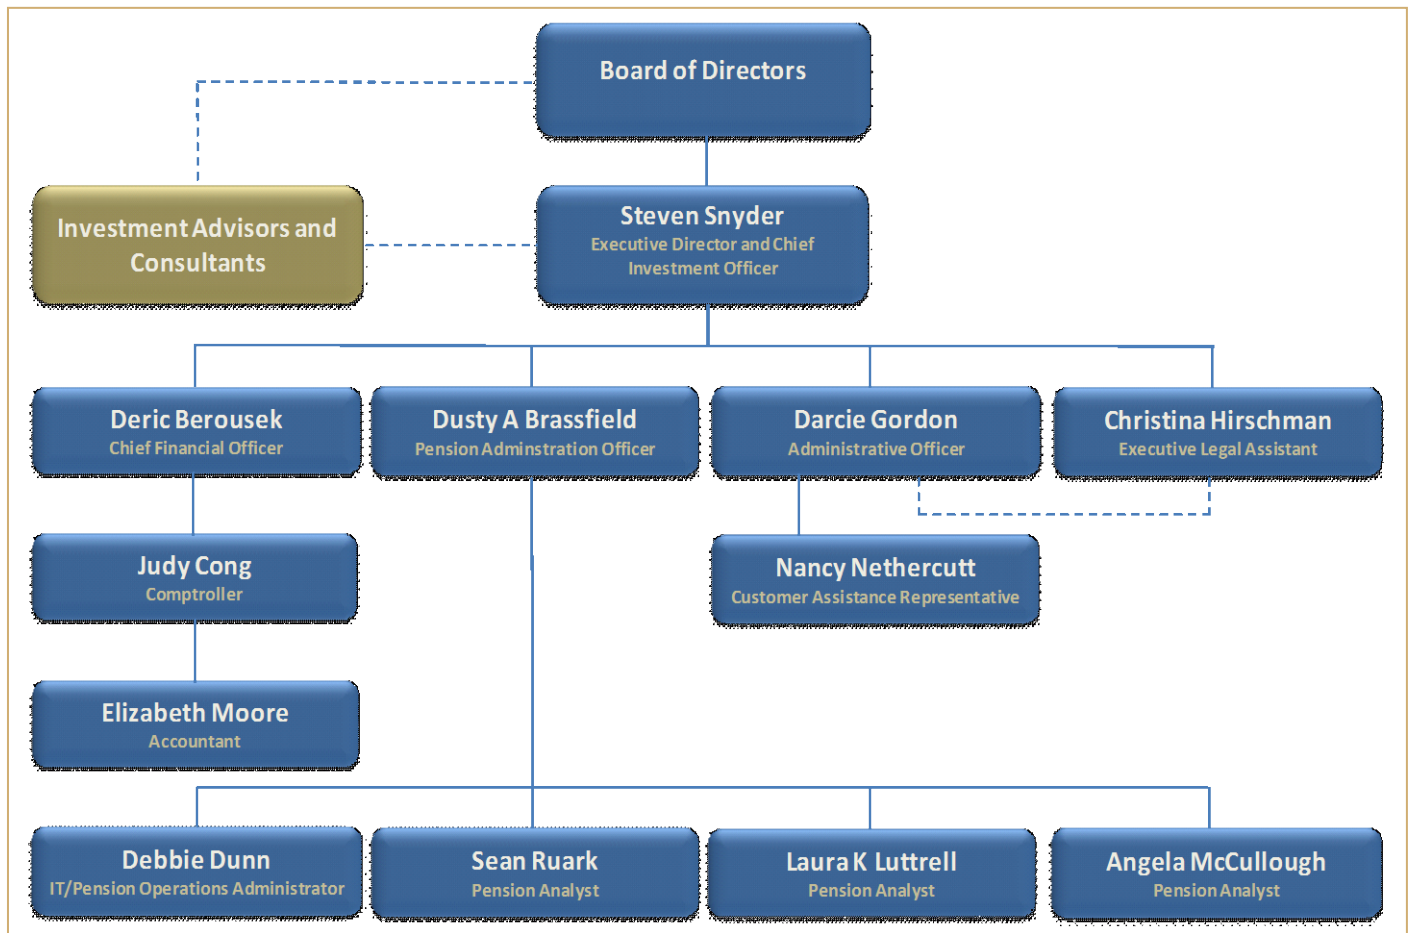 Board of Directors
Investment Advisors and
Consultants
Steven Snyder
Executive Director and Chief
Investment Officer
Deric Berousek
Chief Financial Officer
Dusty A Brassfield
Pension Adminstration Officer
Darcie Gordon
Administrative Officer
Christina Hirschman
Executive Legal Assistant
Judy Cong
Comptroller
Nancy Nethercutt
Customer Assistance Representative
Elizabeth Moore
Accountant
Debbie Dunn
IT/Pension Operations Administrator
Sean Ruark
Pension Analyst
Laura K Luttrell
Pension Analyst
Angela McCullough
Pension Analyst